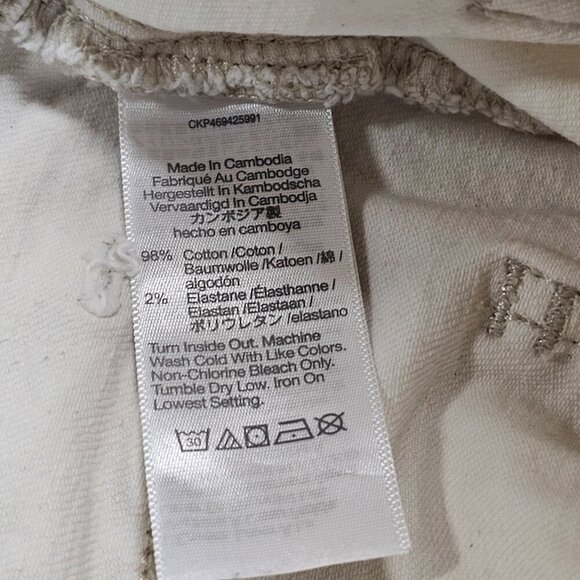 CKP469425991
Made In Cambodia
Fabriqué Au Cambodge
Hergestellt In Kambodscha
Vervaardigd In Cambodja
カンボジア製
hecho en camboya
98% Cotton /Coton /
Baumwolle /Katoen /綿 /
algodón
2% Elastane /Élasthanne /
Elastan /Elastaan /
ポリウレタン /elastano
Turn Inside Out. Machine
Wash Cold With Like Colors.
Non-Chlorine Bleach Only.
Tumble Dry Low. Iron On
Lowest Setting.
30